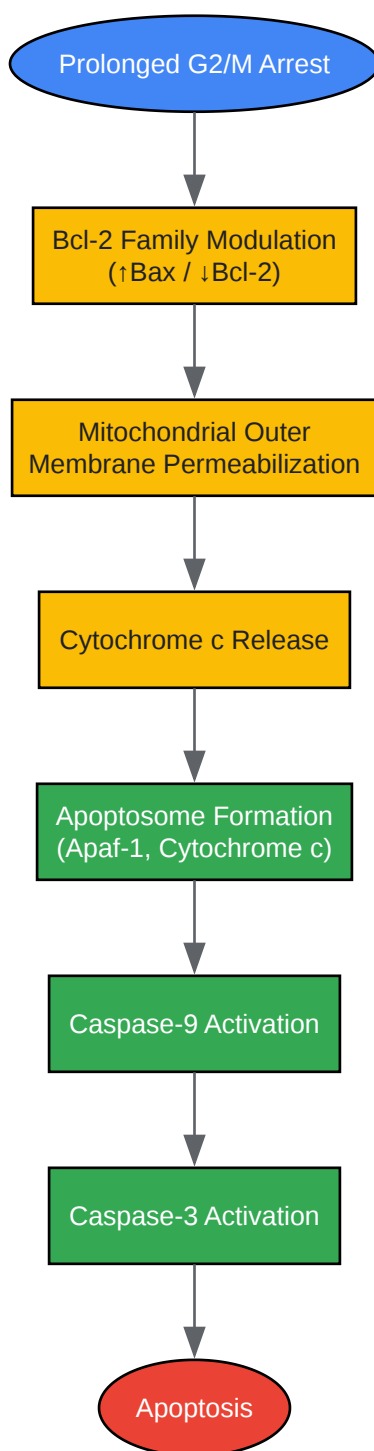 Prolonged G2/M Arrest
Bcl-2 Family Modulation
(↑Bax / ↓Bcl-2)
Mitochondrial Outer
Membrane Permeabilization
Cytochrome c Release
Apoptosome Formation
(Apaf-1, Cytochrome c)
Caspase-9 Activation
Caspase-3 Activation
Apoptosis